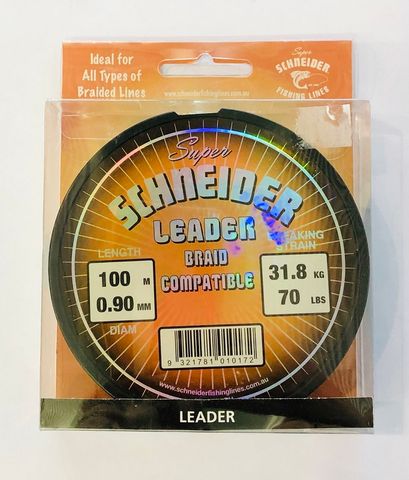 Ideal for
All Types of
Braided Lines
Super
SCHNEIDER
FISHING LINES
www.schneiderfishinglines.com.au
Super
SCHNEIDER
LEADER
BRAID
COMPATIBLE
LENGTH
100 M
0.90 MM
DIAM
BREAKING
STRAIN
31.8 KG
70 LBS
9 321781 010172
www.schneiderfishinglines.com.au
LEADER